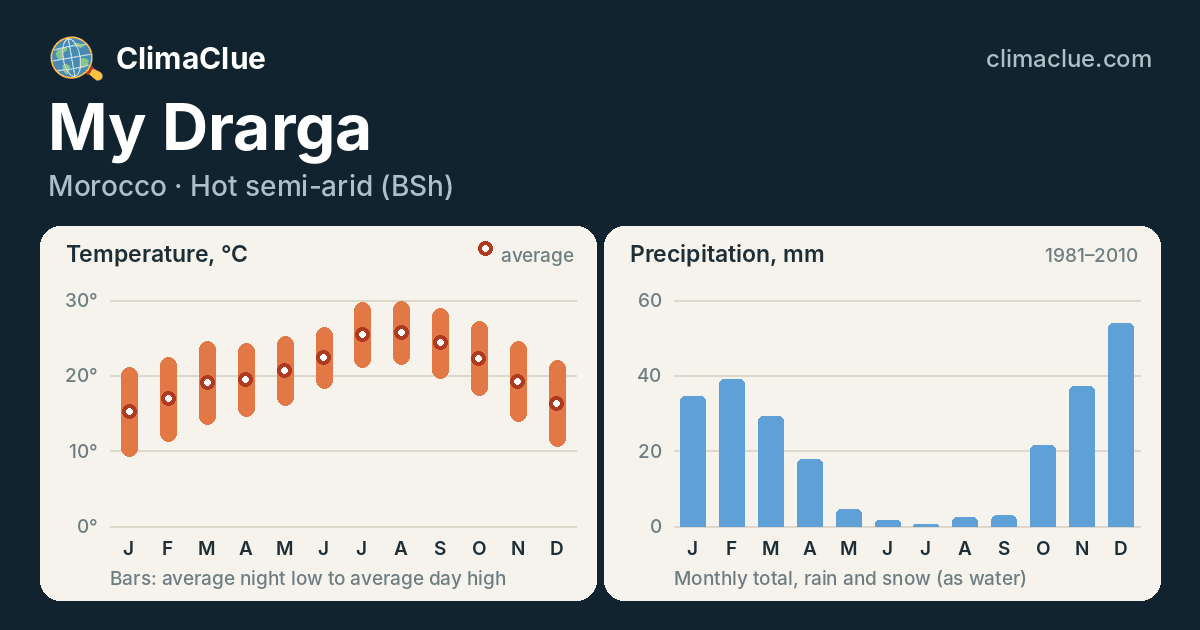 ClimaClue
climaclue.com
My Drarga
Morocco · Hot semi-arid (BSh)
Temperature, °C
average
30°
20°
10°
0°
J F M A M J J A S O N D
Bars: average night low to average day high
Precipitation, mm
1981–2010
60
40
20
0
J F M A M J J A S O N D
Monthly total, rain and snow (as water)